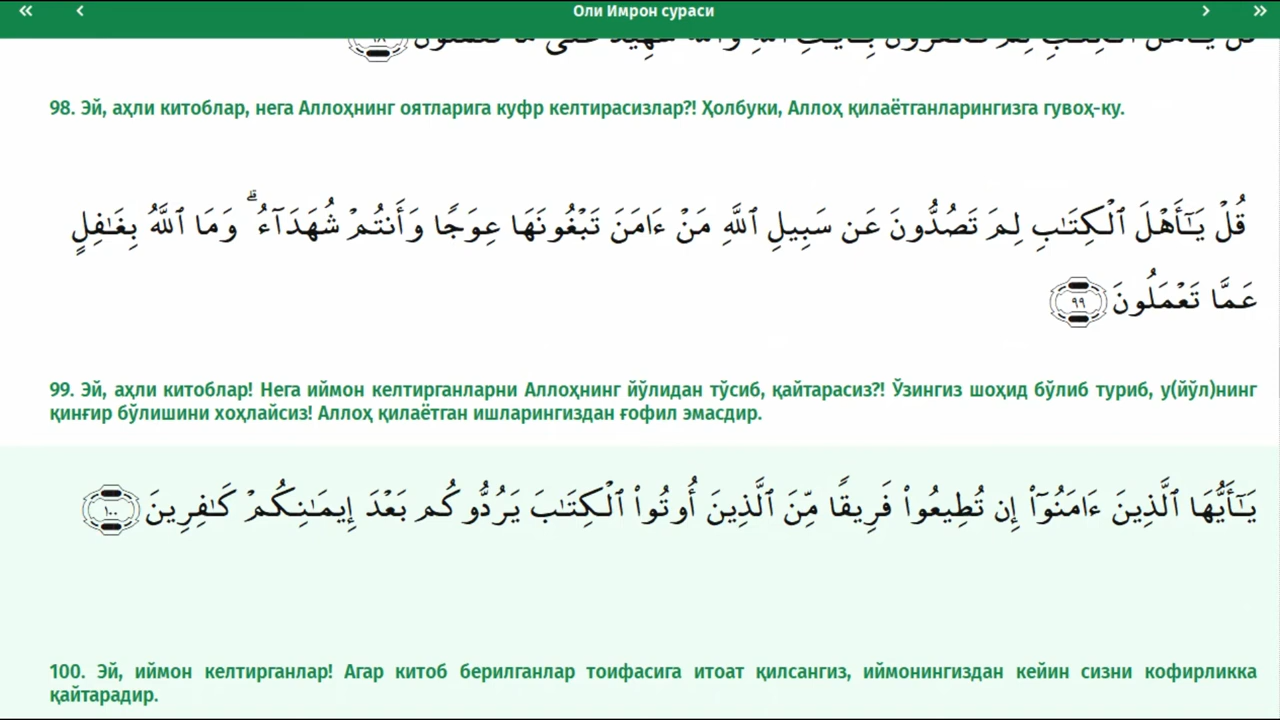 Оли Имрон сураси
98. Эй, аҳли китоблар, нега Аллоҳнинг оятларига куфр келтирасизлар?! Ҳолбуки, Аллоҳ қилаётганларингизга гувоҳ-ку.
قُلْ يَـٰٓأَهْلَ ٱلْكِتَـٰبِ لِمَ تَصُدُّونَ عَن سَبِيلِ ٱللَّهِ مَنْ ءَامَنَ تَبْغُونَهَا عِوَجًا وَأَنتُمْ شُهَدَآءُ ۗ وَمَا ٱللَّهُ بِغَـٰفِلٍ
عَمَّا تَعْمَلُونَ ٩٩
99. Эй, аҳли китоблар! Нега иймон келтирганларни Аллоҳнинг йўлидан тўсиб, қайтарасиз?! Ўзингиз шоҳид бўлиб туриб, у(йўл)нинг
қинғир бўлишини хоҳлайсиз! Аллоҳ қилаётган ишларингиздан ғофил эмасдир.
يَـٰٓأَيُّهَا ٱلَّذِينَ ءَامَنُوٓا۟ إِن تُطِيعُوا۟ فَرِيقًا مِّنَ ٱلَّذِينَ أُوتُوا۟ ٱلْكِتَـٰبَ يَرُدُّوكُم بَعْدَ إِيمَـٰنِكُمْ كَـٰفِرِينَ ١٠٠
100. Эй, иймон келтирганлар! Агар китоб берилганлар тоифасига итоат қилсангиз, иймонингиздан кейин сизни кофирликка
қайтарадир.